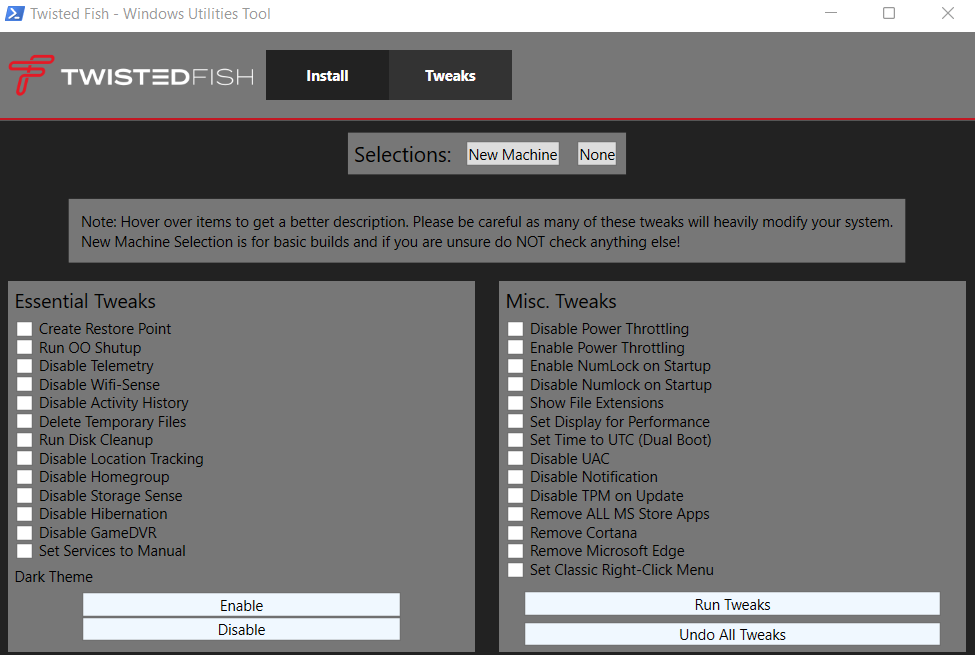 Twisted Fish - Windows Utilities Tool
TWISTEDFISH
Install
Tweaks
Selections:
New Machine
None
Note: Hover over items to get a better description. Please be careful as many of these tweaks will heavily modify your system.
New Machine Selection is for basic builds and if you are unsure do NOT check anything else!
Essential Tweaks
Create Restore Point
Run OO Shutup
Disable Telemetry
Disable Wifi-Sense
Disable Activity History
Delete Temporary Files
Run Disk Cleanup
Disable Location Tracking
Disable Homegroup
Disable Storage Sense
Disable Hibernation
Disable GameDVR
Set Services to Manual
Dark Theme
Enable
Disable
Misc. Tweaks
Disable Power Throttling
Enable Power Throttling
Enable NumLock on Startup
Disable Numlock on Startup
Show File Extensions
Set Display for Performance
Set Time to UTC (Dual Boot)
Disable UAC
Disable Notification
Disable TPM on Update
Remove ALL MS Store Apps
Remove Cortana
Remove Microsoft Edge
Set Classic Right-Click Menu
Run Tweaks
Undo All Tweaks